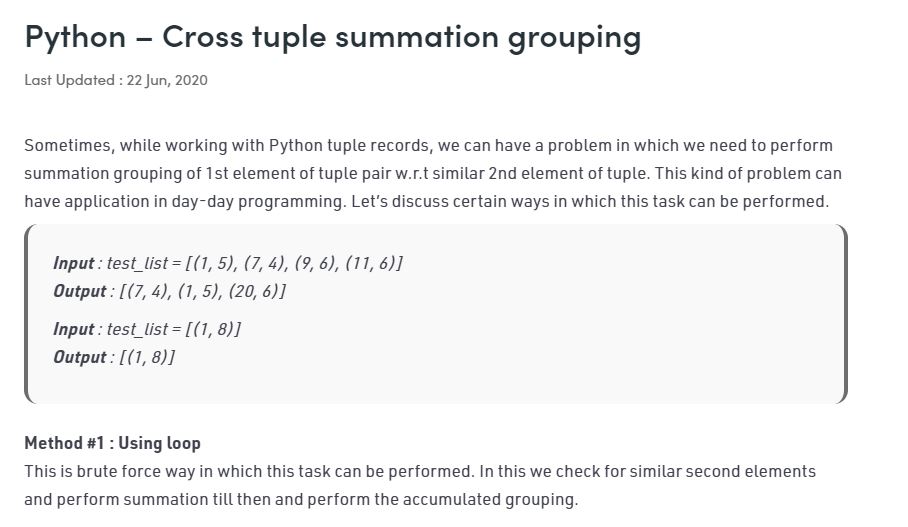 Python – Cross tuple summation grouping
Last Updated : 22 Jun, 2020
Sometimes, while working with Python tuple records, we can have a problem in which we need to perform
summation grouping of 1st element of tuple pair w.r.t similar 2nd element of tuple. This kind of problem can
have application in day-day programming. Let’s discuss certain ways in which this task can be performed.
Input : test_list = [(1, 5), (7, 4), (9, 6), (11, 6)]
Output : [(7, 4), (1, 5), (20, 6)]
Input : test_list = [(1, 8)]
Output : [(1, 8)]
Method #1 : Using loop
This is brute force way in which this task can be performed. In this we check for similar second elements
and perform summation till then and perform the accumulated grouping.